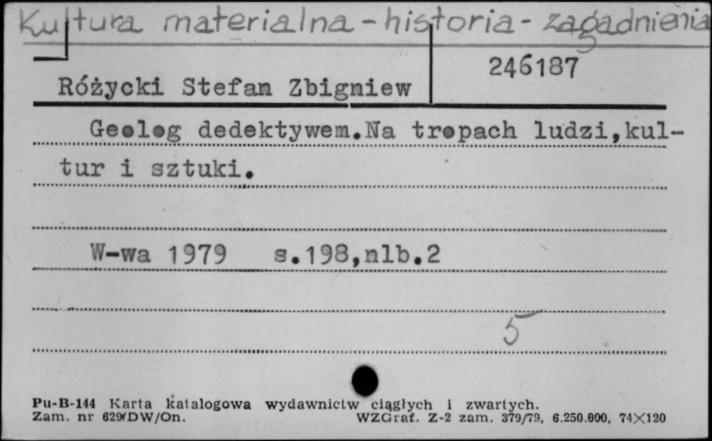 Kultura materialna - historia - zagadnienia
246187
Różycki Stefan Zbigniew
Geolog dedektywem.Na tropach ludzi,kul-
tur i sztuki.
W-wa 1979 s.198,nlb.2
5
Pu-B-144 Karta katalogowa wydawnictw ciągłych i zwartych.
Zam. nr 629/DW/On. WZGraf. Z-2 zam. 379/79, 6.250.000, 74×120